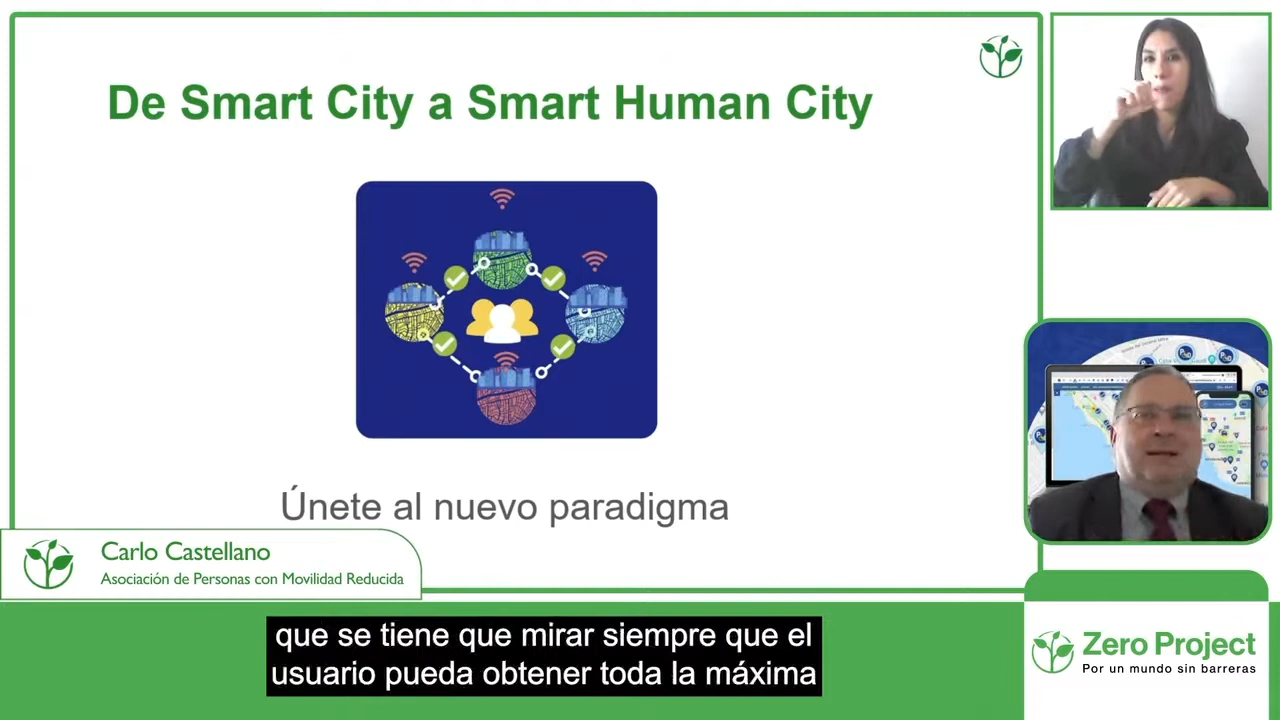 De Smart City a Smart Human City
Únete al nuevo paradigma
Carlo Castellano
Asociación de Personas con Movilidad Reducida
que se tiene que mirar siempre que el
usuario pueda obtener toda la máxima
Zero Project
Por un mundo sin barreras